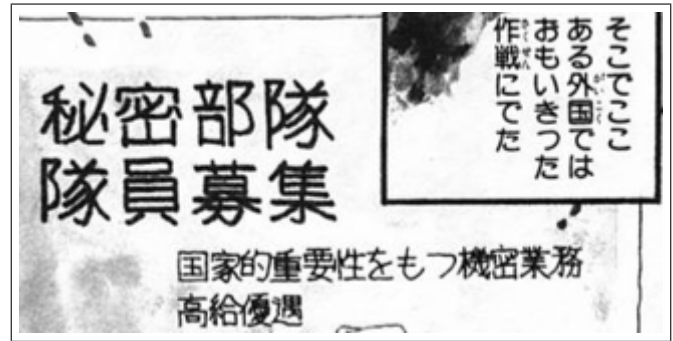 そこでここ
ある外国では
おもいきった
作戦にでた
秘密部隊
隊員募集
国家的重要性をもつ機密業務
高給優遇